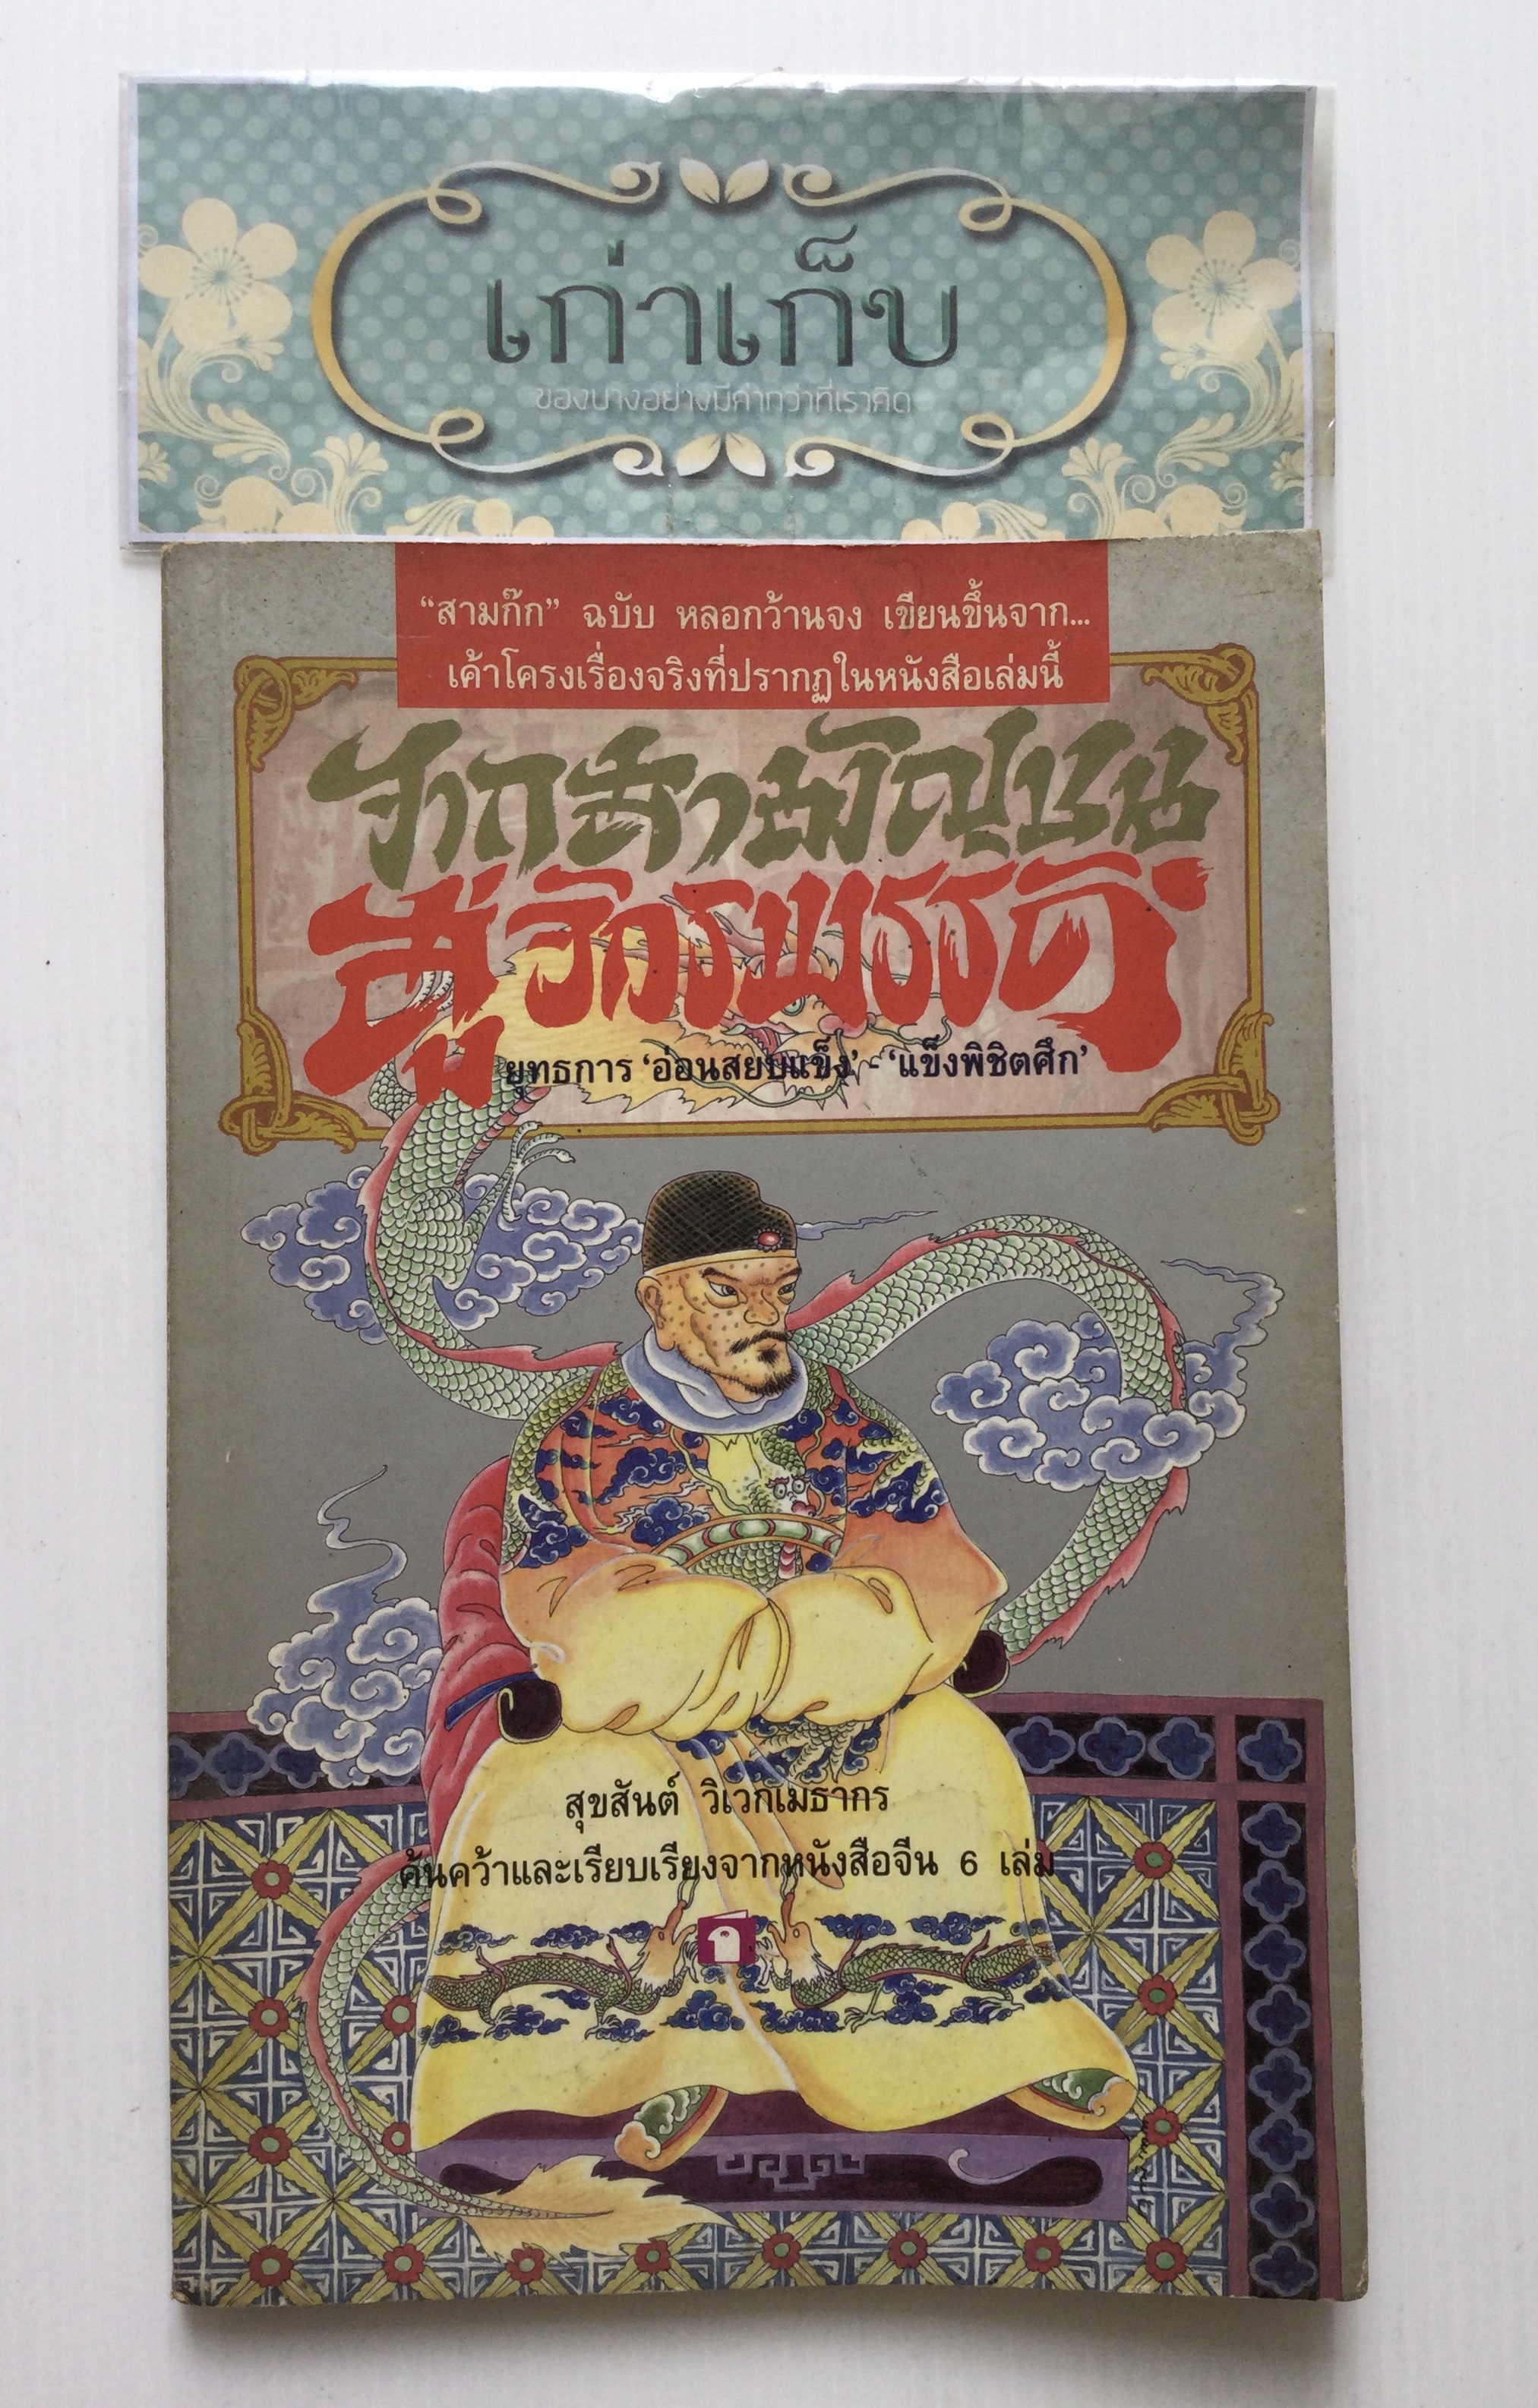 เก่าเก็บ
ของบางอย่างมีค่ากว่าที่เราคิด
“สามก๊ก” ฉบับ หลอกว้านจง เขียนขึ้นจาก...
เค้าโครงเรื่องจริงที่ปรากฏในหนังสือเล่มนี้
จากสามัญชน
สู่จักรพรรดิ
ยุทธการ ‘อ่อนสยบแข็ง’ - ‘แข็งพิชิตศึก’
สุขสันต์ วิเวกเมธากร
ค้นคว้าและเรียบเรียงจากหนังสือจีน 6 เล่ม